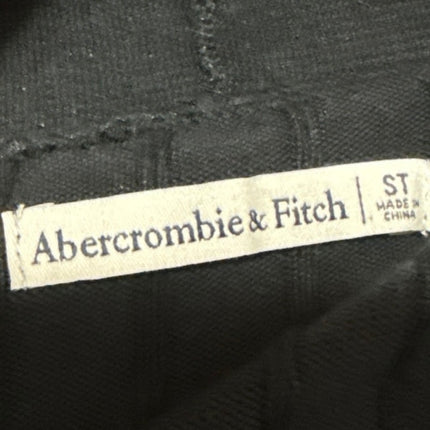 Abercrombie & Fitch
ST
MADE IN
CHINA